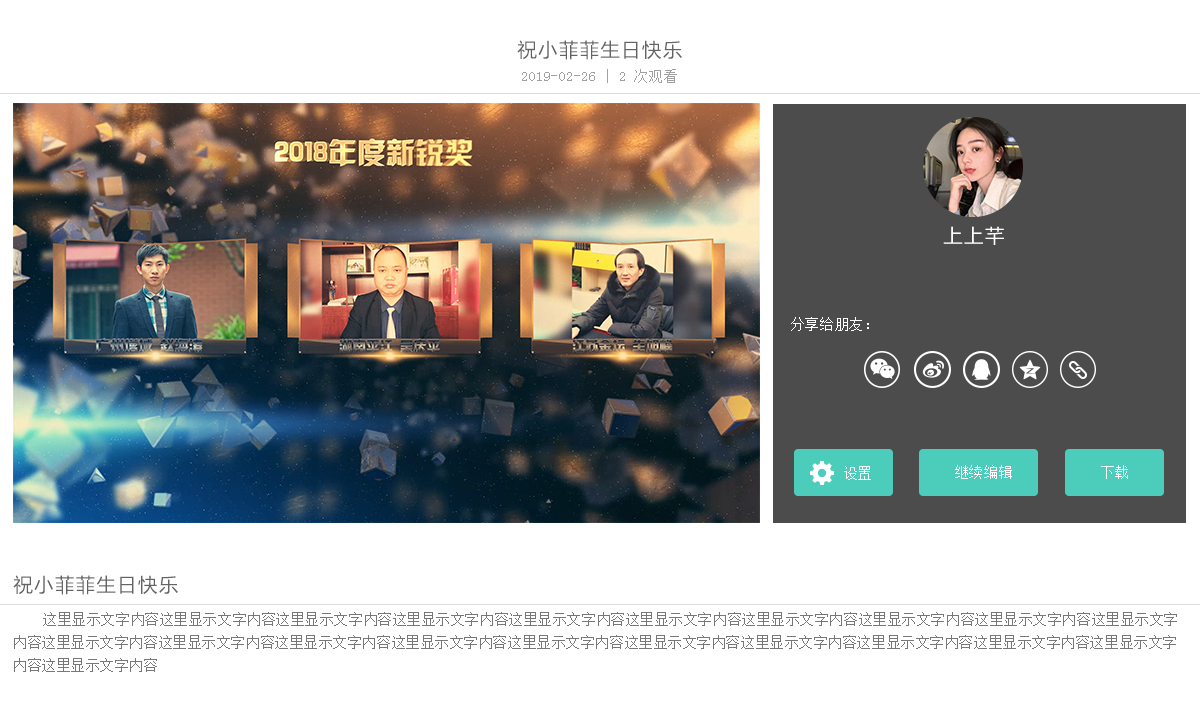 祝小菲菲生日快乐
2019-02-26 | 2 次观看
2018年度新锐奖
上上芊
分享给朋友：
设置
继续编辑
下载
祝小菲菲生日快乐
这里显示文字内容这里显示文字内容这里显示文字内容这里显示文字内容这里显示文字内容这里显示文字内容这里显示文字内容这里显示文字内容这里显示文字内容这里显示文字
内容这里显示文字内容这里显示文字内容这里显示文字内容这里显示文字内容这里显示文字内容这里显示文字内容这里显示文字内容这里显示文字内容这里显示文字内容这里显示文字
内容这里显示文字内容